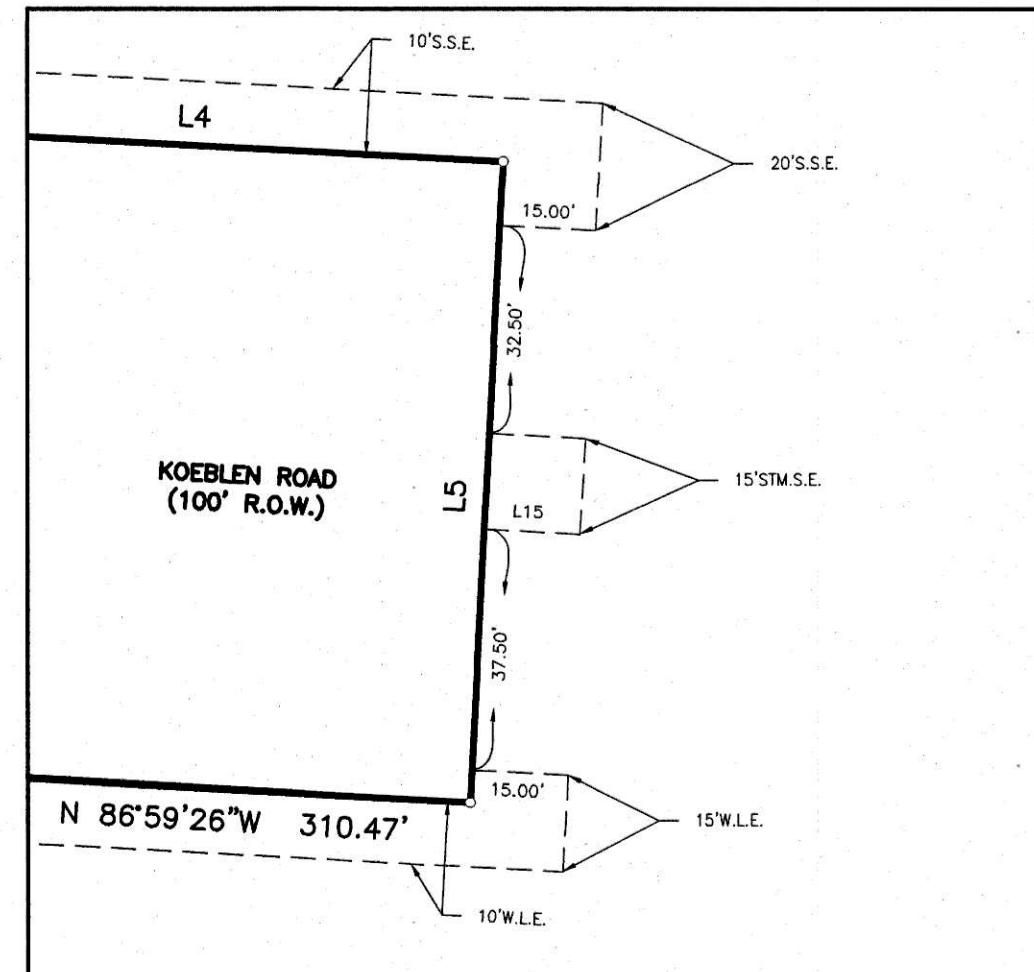 10'S.S.E.
L4
20'S.S.E.
15.00'
32.50'
KOEBLEN ROAD
(100' R.O.W.)
L5
15'STM.S.E.
L15
37.50'
15.00'
N 86°59'26"W 310.47'
15'W.L.E.
10'W.L.E.